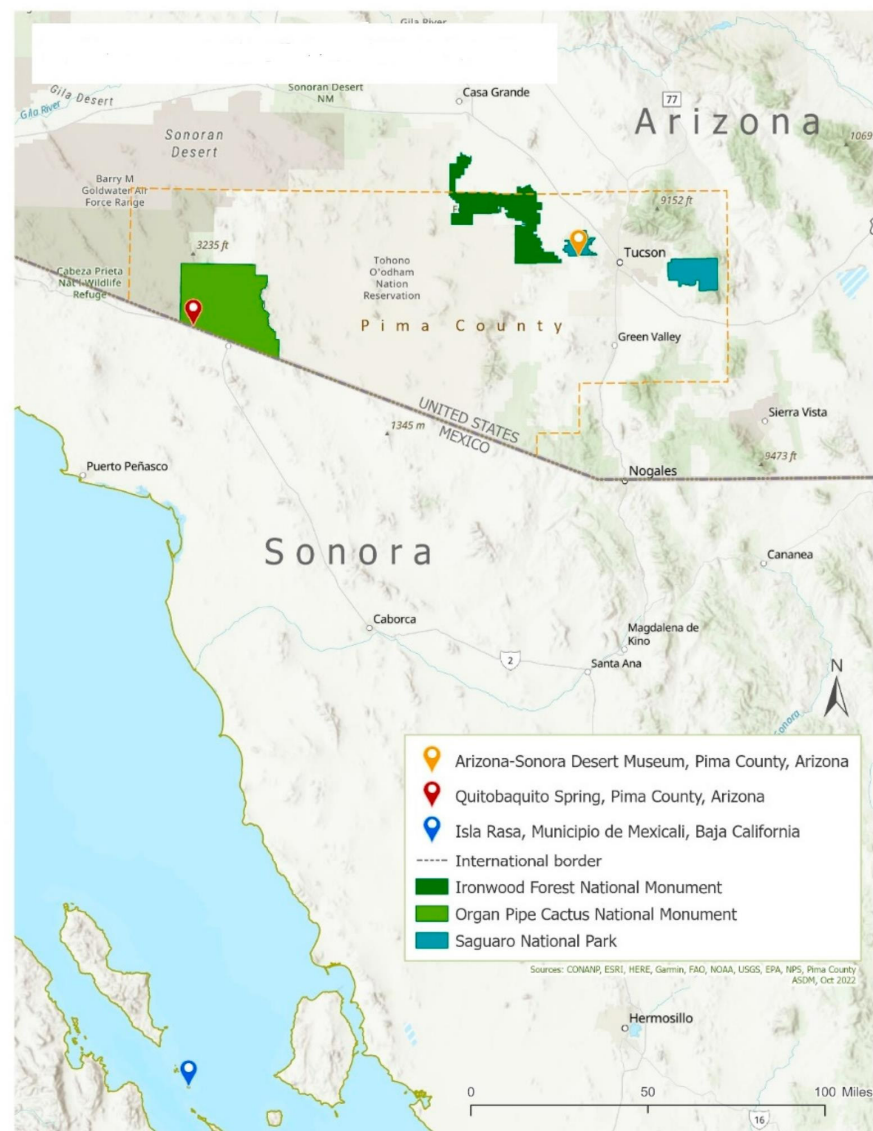 Gila River
Gila Desert
Gila River
Sonoran Desert
NM
Casa Grande
77
Arizona
Sonoran
Desert
Barry M
Goldwater Air
Force Range
9152 ft
3235 ft
Tucson
Cabeza Prieta
Nat'l Wildlife
Refuge
Tohono
O'odham
Nation
Reservation
Pima County
Green Valley
UNITED STATES
MEXICO
1345 m
Sierra Vista
9473 ft
Puerto Peñasco
Nogales
Sonora
Cananea
Caborca
Magdalena de
Kino
2
Santa Ana
N
Sonora
Arizona-Sonora Desert Museum, Pima County, Arizona
Quitobaquito Spring, Pima County, Arizona
Isla Rasa, Municipio de Mexicali, Baja California
International border
Ironwood Forest National Monument
Organ Pipe Cactus National Monument
Saguaro National Park
Sources: CONANP, ESRI, HERE, Garmin, FAO, NOAA, USGS, EPA, NPS, Pima County
ASDM, Oct 2022
Hermosillo
0 50 100 Miles
16